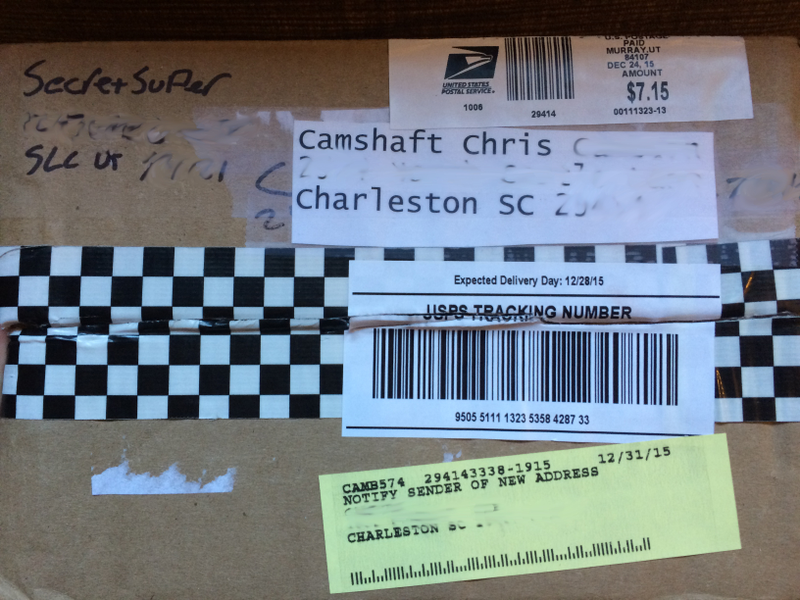 Secret Surfer
SLC UT
U.S. POSTAGE
PAID
MURRAY, UT
84107
DEC 24, 15
AMOUNT
$7.15
00111323-13
UNITED STATES
POSTAL SERVICE
1006
29414
Camshaft Chris
Charleston SC
Expected Delivery Day: 12/28/15
USPS TRACKING NUMBER
9505 5111 1323 5358 4287 33
CAMB574 294143338-1915 12/31/15
NOTIFY SENDER OF NEW ADDRESS
CHARLESTON SC